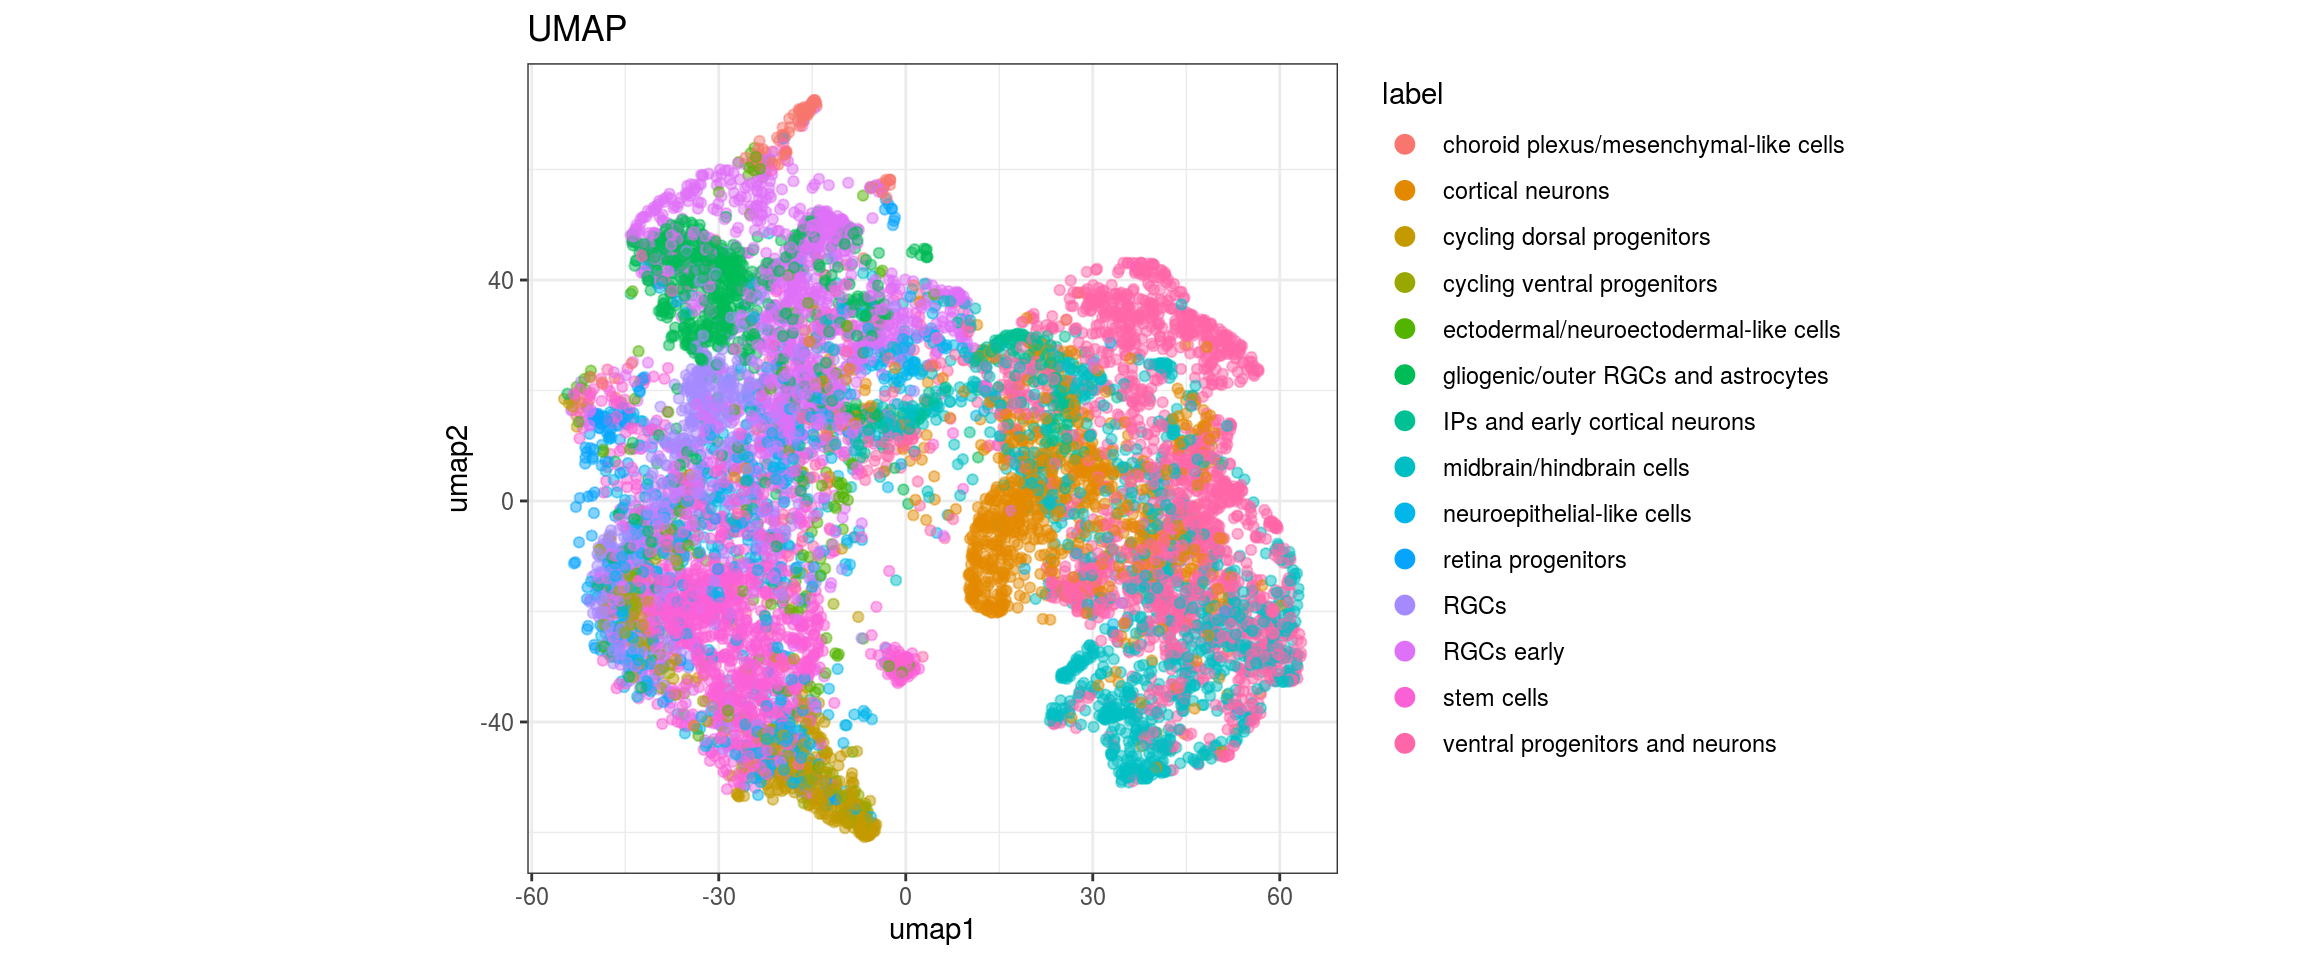 UMAP
umap2
40
0
-40
-60
-30
0
30
60
umap1
label
choroid plexus/mesenchymal-like cells
cortical neurons
cycling dorsal progenitors
cycling ventral progenitors
ectodermal/neuroectodermal-like cells
gliogenic/outer RGCs and astrocytes
IPs and early cortical neurons
midbrain/hindbrain cells
neuroepithelial-like cells
retina progenitors
RGCs
RGCs early
stem cells
ventral progenitors and neurons